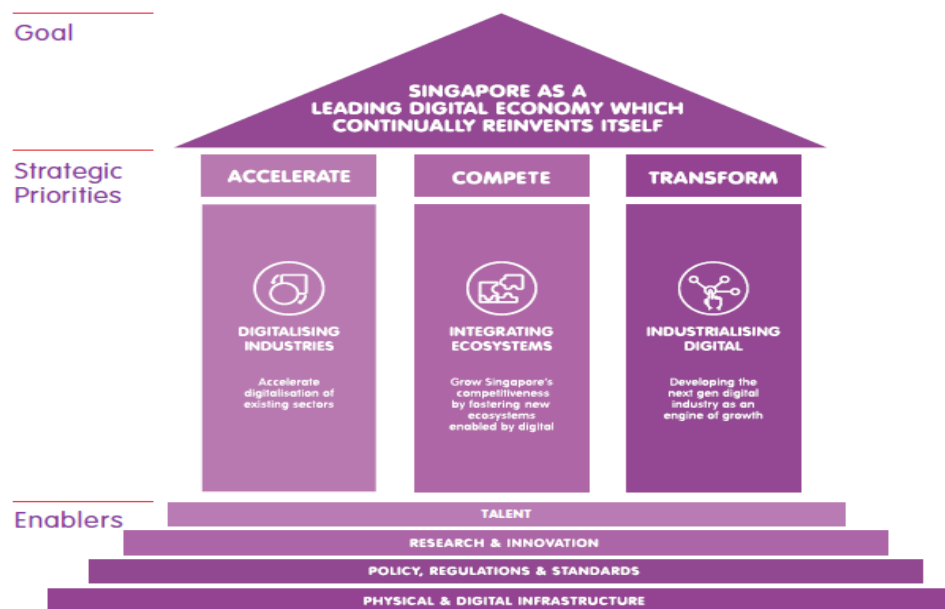 Goal
SINGAPORE AS A
LEADING DIGITAL ECONOMY WHICH
CONTINUALLY REINVENTS ITSELF
Strategic
Priorities
ACCELERATE
COMPETE
TRANSFORM
DIGITALISING
INDUSTRIES
Accelerate
digitalisation of
existing sectors
INTEGRATING
ECOSYSTEMS
Grow Singapore's
competitiveness
by fostering new
ecosystems
enabled by digital
INDUSTRIALISING
DIGITAL
Developing the
next gen digital
industry as an
engine of growth
Enablers
TALENT
RESEARCH & INNOVATION
POLICY, REGULATIONS & STANDARDS
PHYSICAL & DIGITAL INFRASTRUCTURE